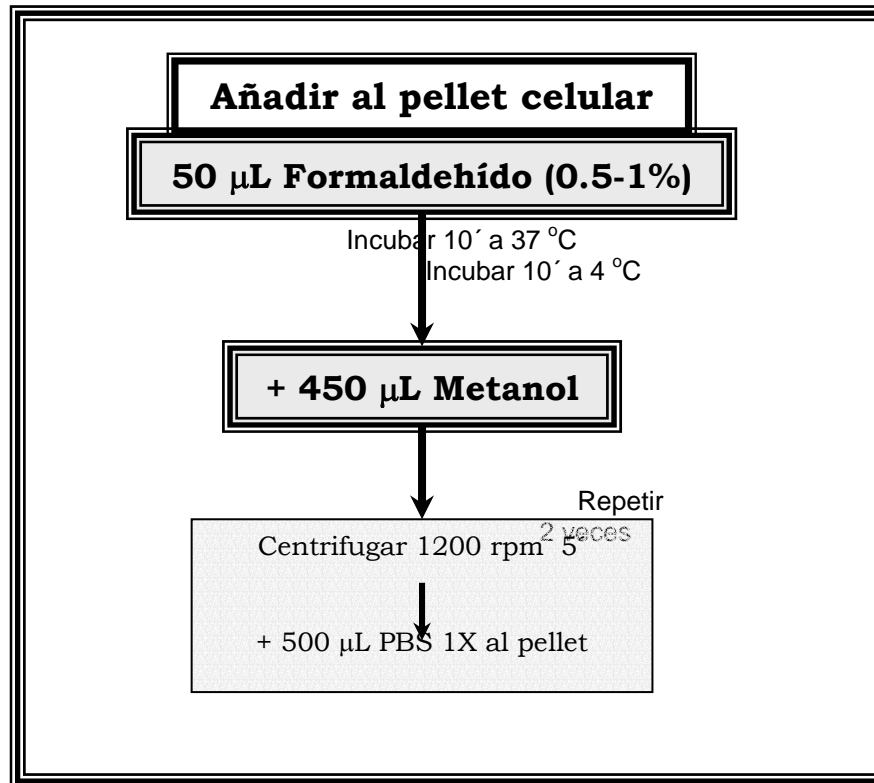 Añadir al pellet celular
50 µL Formaldehído (0.5-1%)
Incubar 10´ a 37 °C
Incubar 10´ a 4 °C
+ 450 µL Metanol
Repetir
2 veces
Centrifugar 1200 rpm 5´
+ 500 µL PBS 1X al pellet